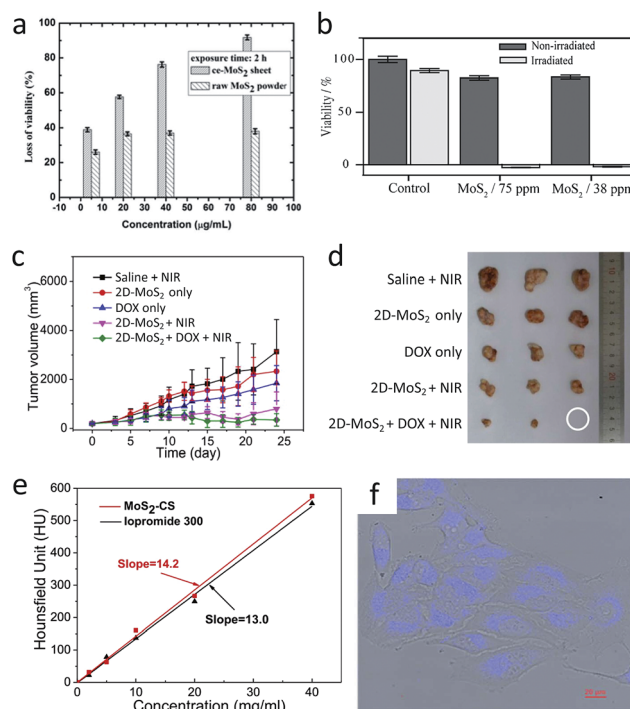 a
100
80
60
40
20
0
Loss of viability (%)
exposure time: 2 h
ce-MoS2 sheet
raw MoS2 powder
-10 0 10 20 30 40 50 60 70 80 90 100
Concentration (μg/mL)
b
Non-irradiated
Irradiated
100
50
0
Viability / %
Control MoS2 / 75 ppm MoS2 / 38 ppm
c
6000
4000
2000
0
Tumor volume (mm3)
Saline + NIR
2D-MoS2 only
DOX only
2D-MoS2 + NIR
2D-MoS2 + DOX + NIR
0 5 10 15 20 25
Time (day)
d
Saline + NIR
2D-MoS2 only
DOX only
2D-MoS2 + NIR
2D-MoS2 + DOX + NIR
e
600
500
400
300
200
100
0
Hounsfield Unit (HU)
MoS2-CS
Iopromide 300
Slope=14.2
Slope=13.0
0 10 20 30 40
Concentration (mg/ml)
f
20 μm